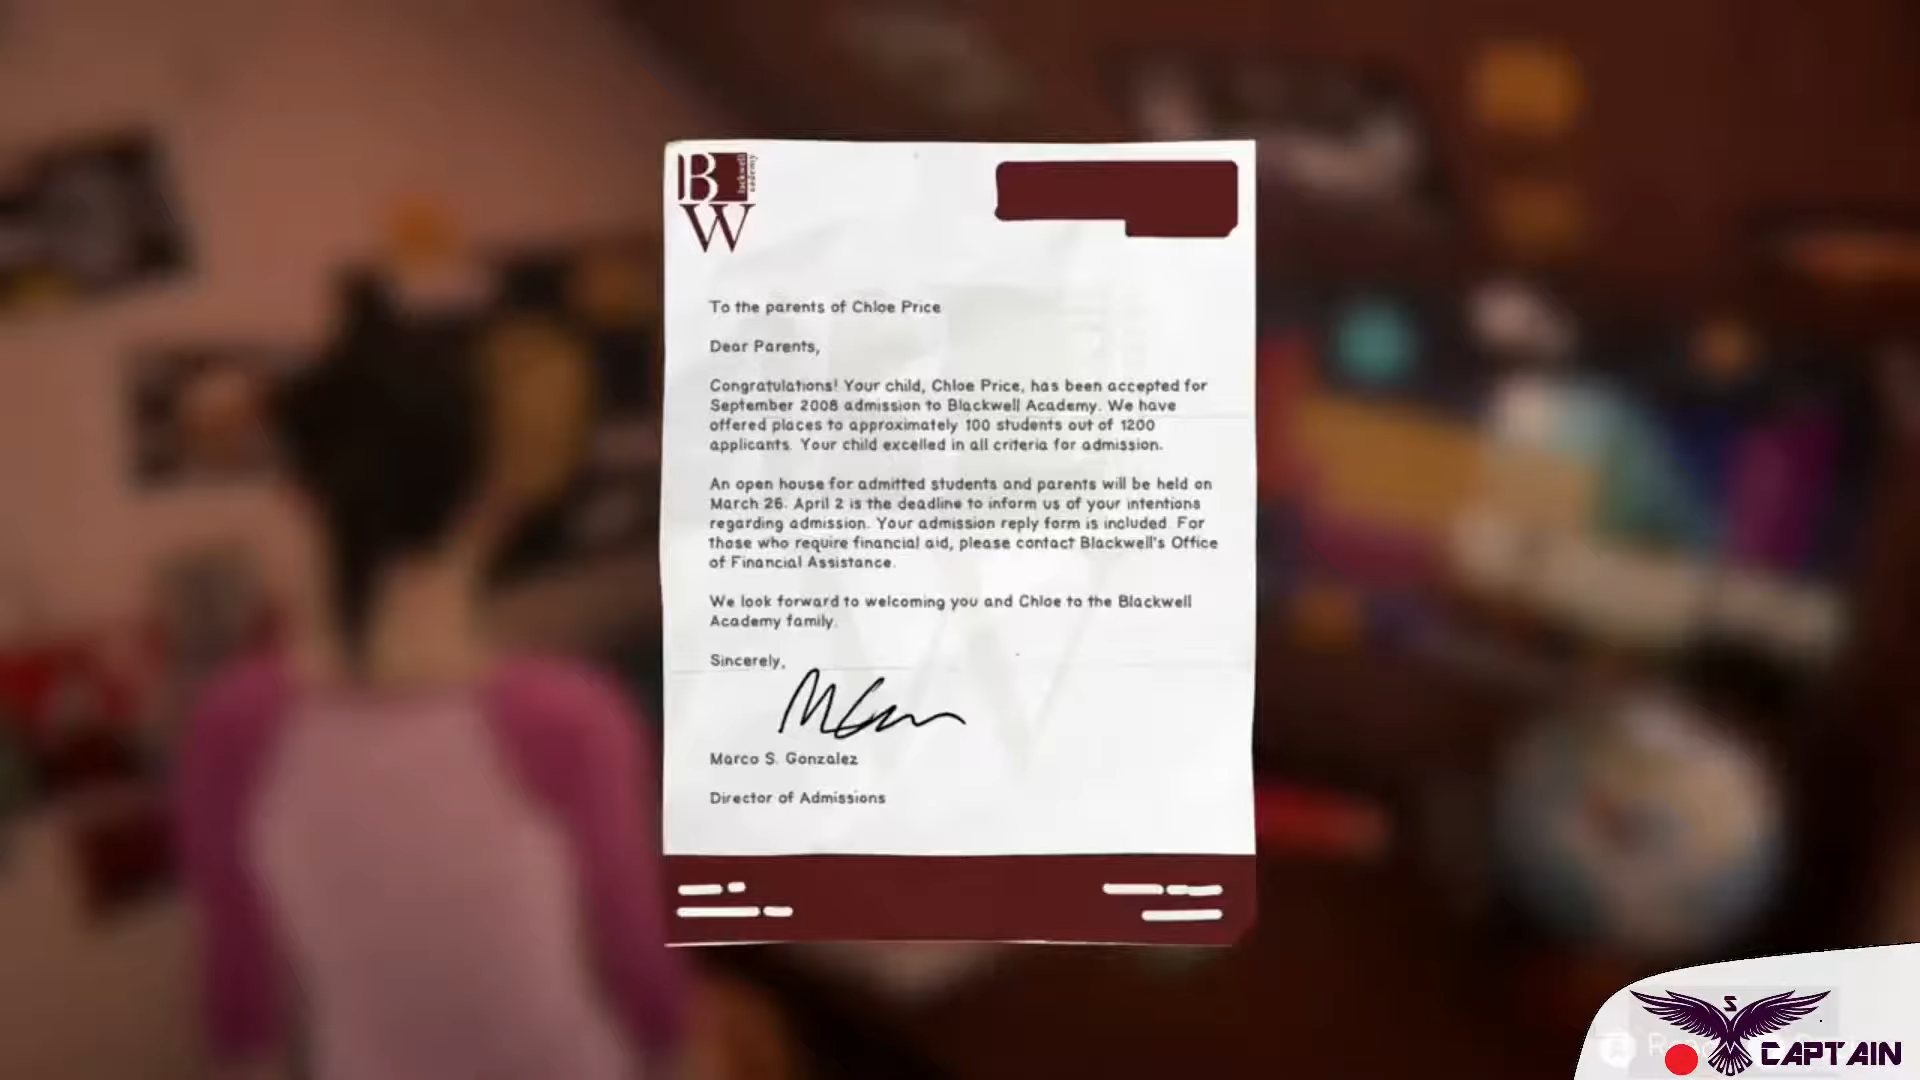 B
lackwell
academy
W
To the parents of Chloe Price
Dear Parents,
Congratulations! Your child, Chloe Price, has been accepted for
September 2008 admission to Blackwell Academy. We have
offered places to approximately 100 students out of 1200
applicants. Your child excelled in all criteria for admission.
An open house for admitted students and parents will be held on
March 26. April 2 is the deadline to inform us of your intentions
regarding admission. Your admission reply form is included. For
those who require financial aid, please contact Blackwell's Office
of Financial Assistance.
We look forward to welcoming you and Chloe to the Blackwell
Academy family.
Sincerely,
Marco S. Gonzalez
Director of Admissions
S
CAPTAIN